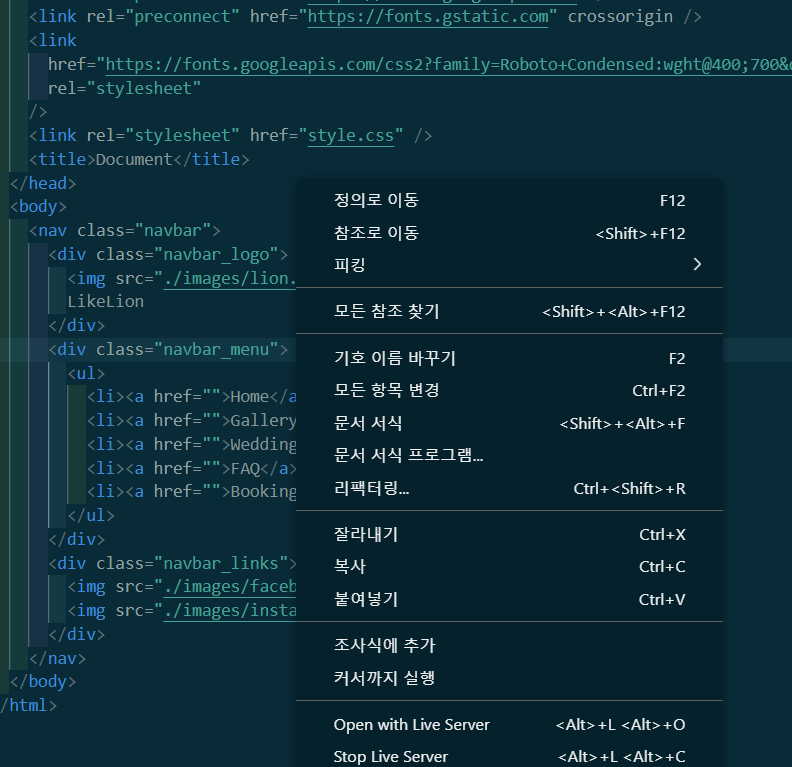 <link rel="preconnect" href="https://fonts.gstatic.com" crossorigin />
<link
href="https://fonts.googleapis.com/css2?family=Roboto+Condensed:wght@400;700&
rel="stylesheet"
/>
<link rel="stylesheet" href="style.css" />
<title>Document</title>
</head>
<body>
<nav class="navbar">
<div class="navbar_logo">
<img src="./images/lion.
LikeLion
</div>
<div class="navbar_menu">
<ul>
<li><a href="">Home</a
<li><a href="">Gallery
<li><a href="">Wedding
<li><a href="">FAQ</a>
<li><a href="">Booking
</ul>
</div>
<div class="navbar_links">
<img src="./images/faceb
<img src="./images/insta
</div>
</nav>
</body>
/html>
정의로 이동 F12
참조로 이동 <Shift>+F12
피킹
모든 참조 찾기 <Shift>+<Alt>+F12
기호 이름 바꾸기 F2
모든 항목 변경 Ctrl+F2
문서 서식 <Shift>+<Alt>+F
문서 서식 프로그램...
리팩터링... Ctrl+<Shift>+R
잘라내기 Ctrl+X
복사 Ctrl+C
붙여넣기 Ctrl+V
조사식에 추가
커서까지 실행
Open with Live Server <Alt>+L <Alt>+O
Stop Live Server <Alt>+L <Alt>+C